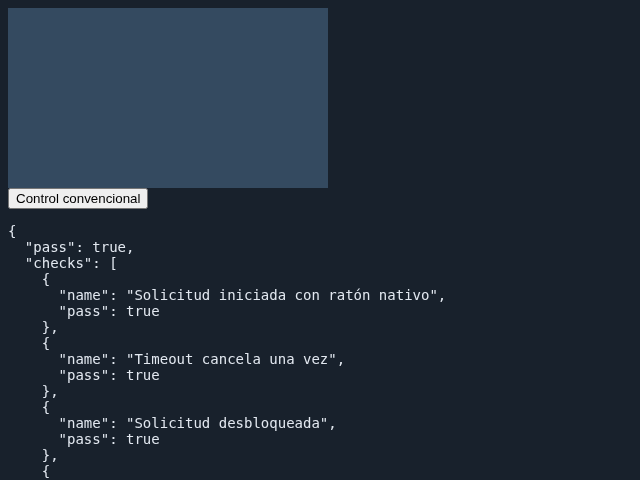 Control convencional
{
  "pass": true,
  "checks": [
    {
      "name": "Solicitud iniciada con ratón nativo",
      "pass": true
    },
    {
      "name": "Timeout cancela una vez",
      "pass": true
    },
    {
      "name": "Solicitud desbloqueada",
      "pass": true
    },
    {